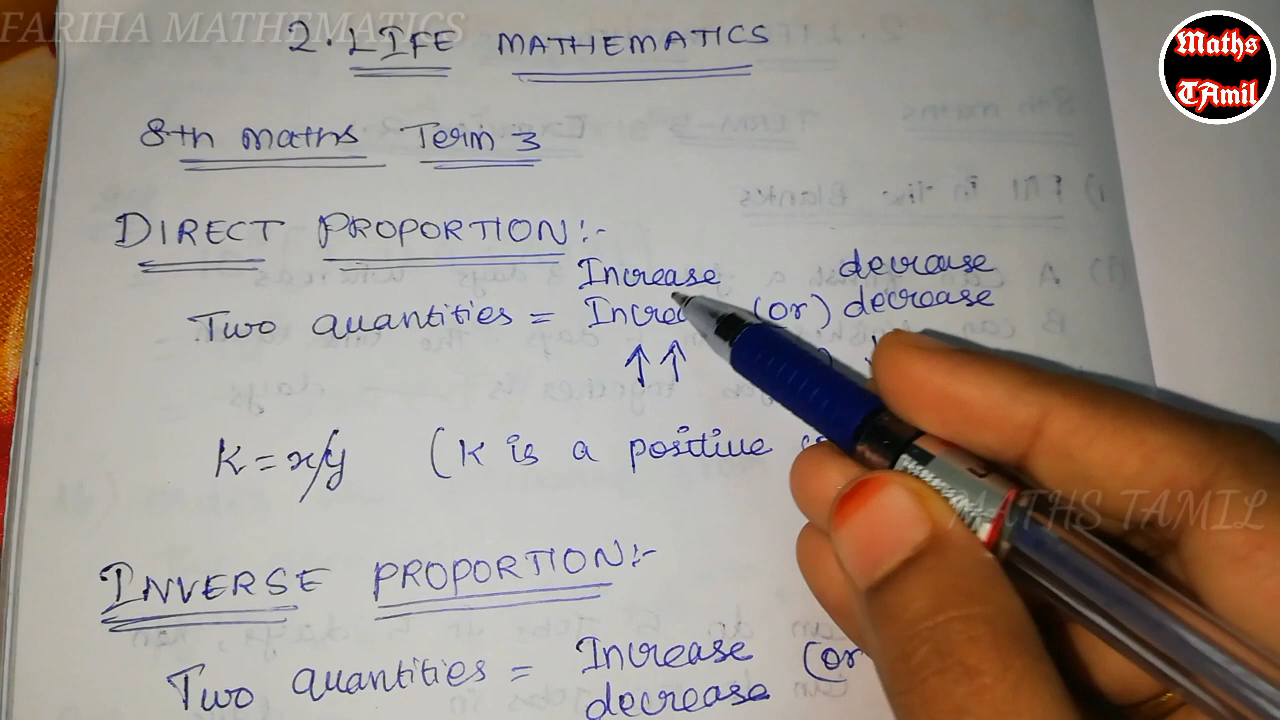 FARIHA MATHEMATICS
Maths
TAmil
2. LIFE MATHEMATICS
8th maths Term 3
DIRECT PROPORTION:-
Increase decrease
Two quantities = Increa (or) decrease
↑↑
K = x/y (K is a positive
MATHS TAMIL
INVERSE PROPORTION:-
Two quantities = Increase (or
decrease